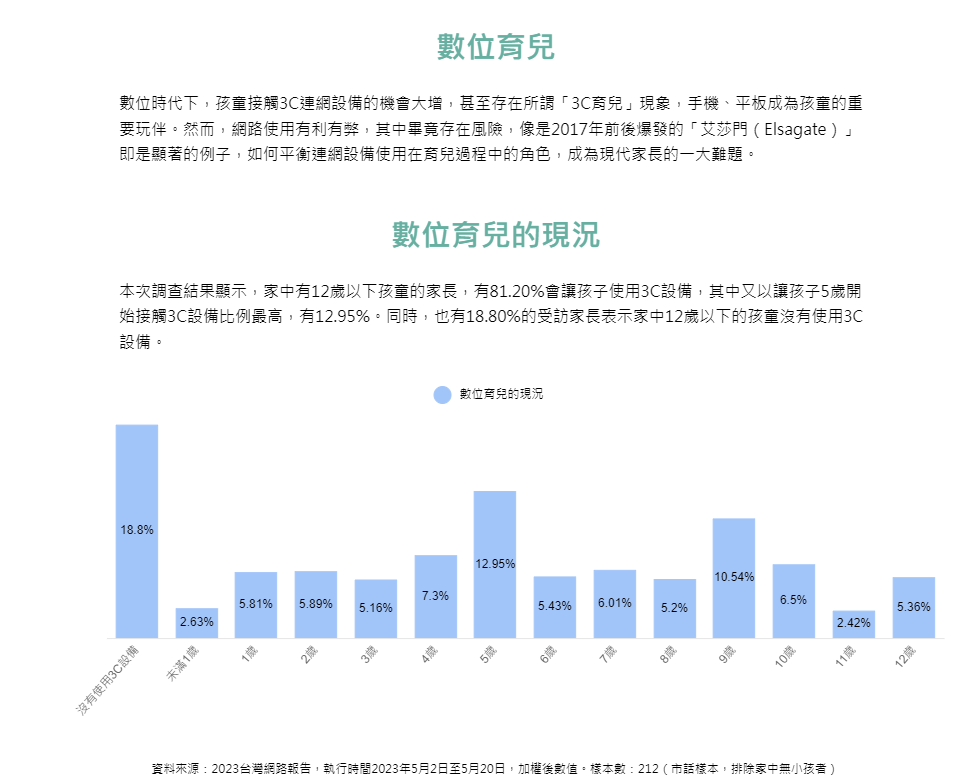 數位育兒
數位時代下，孩童接觸3C連網設備的機會大增，甚至存在所謂「3C育兒」現象，手機、平板成為孩童的重
要玩伴。然而，網路使用有利有弊，其中畢竟存在風險，像是2017年前後爆發的「艾莎門（Elsagate）」
即是顯著的例子，如何平衡連網設備使用在育兒過程中的角色，成為現代家長的一大難題。
數位育兒的現況
本次調查結果顯示，家中有12歲以下孩童的家長，有81.20%會讓孩子使用3C設備，其中又以讓孩子5歲開
始接觸3C設備比例最高，有12.95%。同時，也有18.80%的受訪家長表示家中12歲以下的孩童沒有使用3C
設備。
數位育兒的現況
18.8%
2.63%
5.81%
5.89%
5.16%
7.3%
12.95%
5.43%
6.01%
5.2%
10.54%
6.5%
2.42%
5.36%
沒有使用3C設備
未滿1歲
1歲
2歲
3歲
4歲
5歲
6歲
7歲
8歲
9歲
10歲
11歲
12歲
資料來源：2023台灣網路報告，執行時間2023年5月2日至5月20日，加權後數值。樣本數：212（市話樣本，排除家中無小孩者）